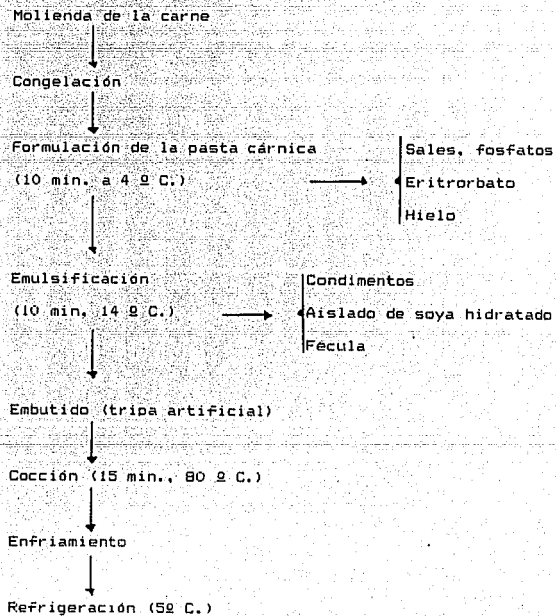 Molienda de la carne
Congelación
Formulación de la pasta cárnica
(10 min. a 4 º C.)
Sales, fosfatos
Eritrorbato
Hielo
Emulsificación
(10 min, 14 º C.)
Condimentos
Aislado de soya hidratado
Fécula
Embutido (tripa artificial)
Cocción (15 min., 80 º C.)
Enfriamiento
Refrigeración (5º C.)